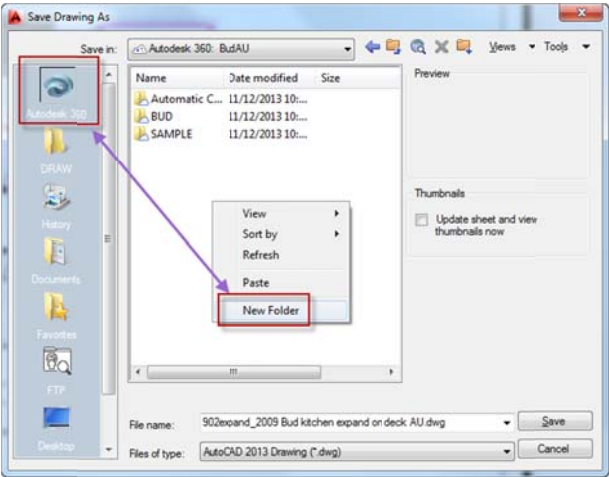 Save Drawing As
Save in: Autodesk 360: BudAU Views Tools
Name Date modified Size
Automatic C... 11/12/2013 10:...
BUD 11/12/2013 10:...
SAMPLE 11/12/2013 10:...
Preview
Autodesk 360
DRAW
History
Documents
Favorites
FTP
Desktop
View
Sort by
Refresh
Paste
New Folder
Thumbnails
Update sheet and view
thumbnails now
File name: 902expand_2009 Bud kitchen expand on deck AU.dwg Save
Files of type: AutoCAD 2013 Drawing (*.dwg) Cancel